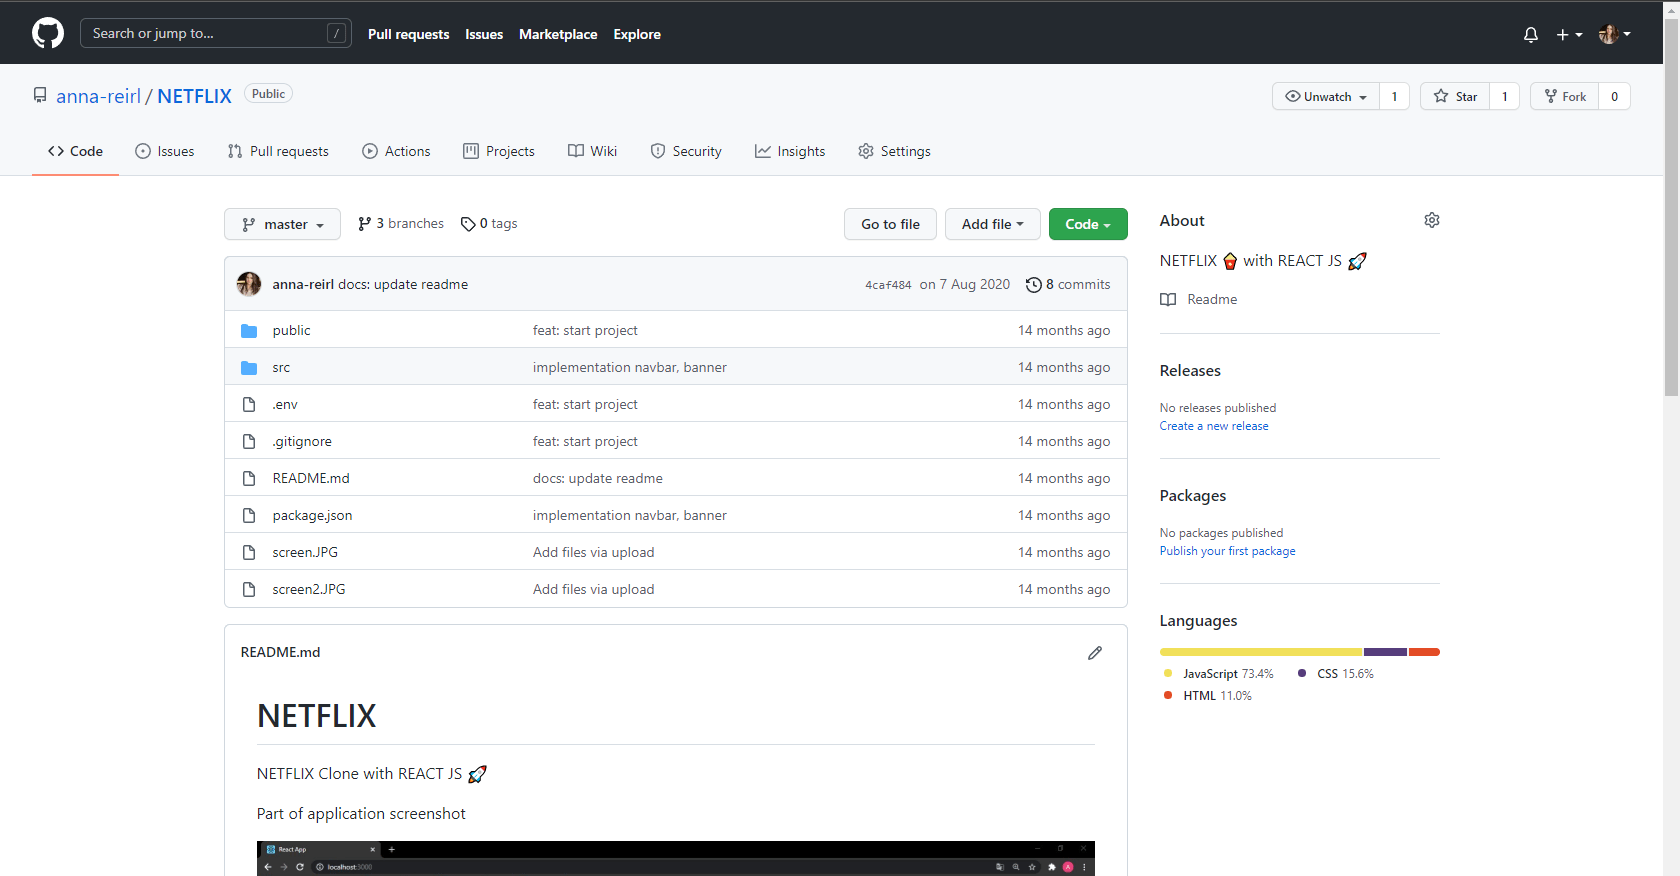 Search or jump to... /
Pull requests Issues Marketplace Explore
anna-reirl / NETFLIX Public
Unwatch 1 Star 1 Fork 0
Code Issues Pull requests Actions Projects Wiki Security Insights Settings
master 3 branches 0 tags Go to file Add file Code
anna-reirl docs: update readme 4caf484 on 7 Aug 2020 8 commits
public feat: start project 14 months ago
src implementation navbar, banner 14 months ago
.env feat: start project 14 months ago
.gitignore feat: start project 14 months ago
README.md docs: update readme 14 months ago
package.json implementation navbar, banner 14 months ago
screen.JPG Add files via upload 14 months ago
screen2.JPG Add files via upload 14 months ago
README.md
NETFLIX
NETFLIX Clone with REACT JS 🚀
Part of application screenshot
React App
localhost:3000
About
NETFLIX 🍿 with REACT JS 🚀
Readme
Releases
No releases published
Create a new release
Packages
No packages published
Publish your first package
Languages
JavaScript 73.4% CSS 15.6%
HTML 11.0%